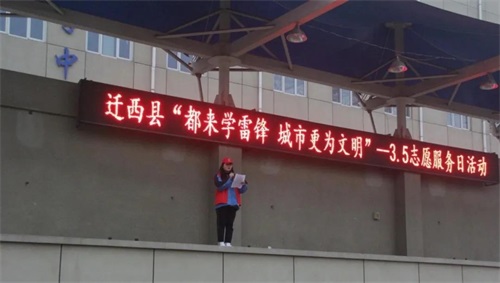 中
迁西县“都来学雷锋 城市更为文明”—3.5志愿服务日活动